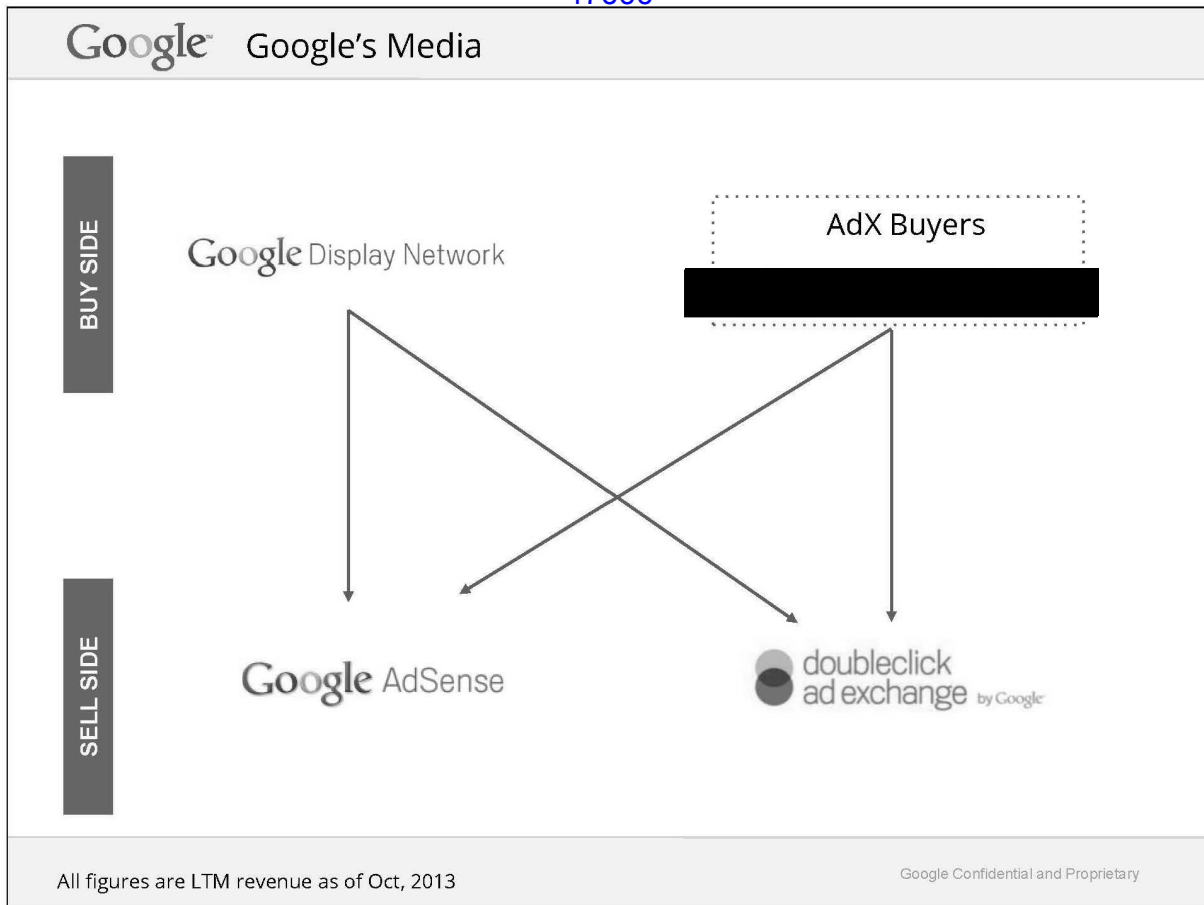 Google™ Google's Media
BUY SIDE
Google Display Network
AdX Buyers
SELL SIDE
Google AdSense
doubleclick
ad exchange by Google
All figures are LTM revenue as of Oct, 2013
Google Confidential and Proprietary